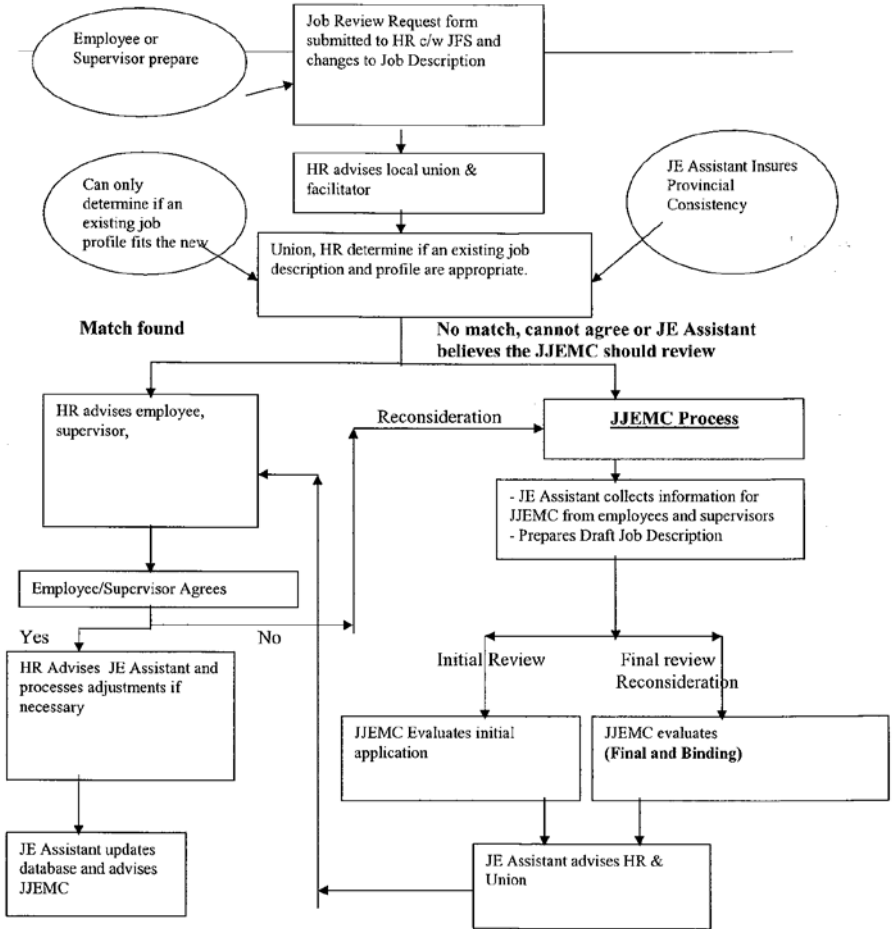 Employee or
Supervisor prepare
Job Review Request form
submitted to HR c/w JFS and
changes to Job Description
HR advises local union &
facilitator
Can only
determine if an
existing job
profile fits the new
JE Assistant Insures
Provincial
Consistency
Union, HR determine if an existing job
description and profile are appropriate.
Match found
No match, cannot agree or JE Assistant
believes the JJEMC should review
HR advises employee,
supervisor,
Reconsideration
JJEMC Process
- JE Assistant collects information for
JJEMC from employees and supervisors
- Prepares Draft Job Description
Employee/Supervisor Agrees
Yes
No
HR Advises JE Assistant and
processes adjustments if
necessary
Initial Review
Final review
Reconsideration
JJEMC Evaluates initial
application
JJEMC evaluates
(Final and Binding)
JE Assistant updates
database and advises
JJEMC
JE Assistant advises HR &
Union